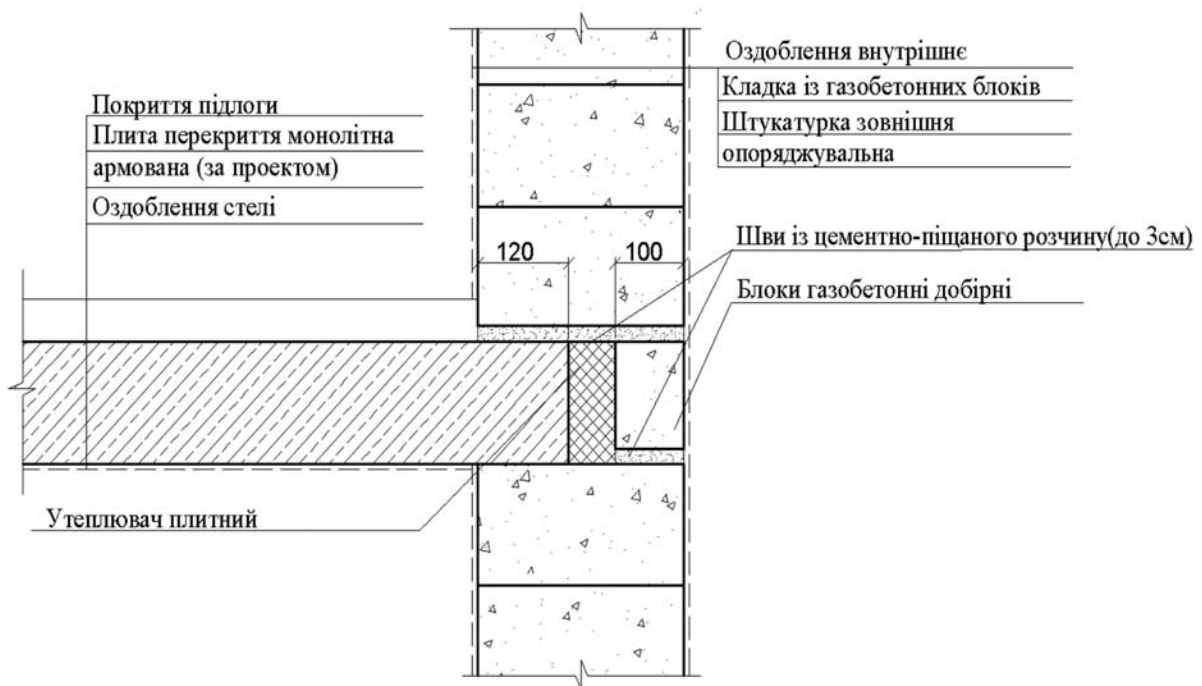 Покриття підлоги
Плита перекриття монолітна
армована (за проектом)
Оздоблення стелі
Оздоблення внутрішнє
Кладка із газобетонних блоків
Штукатурка зовнішня
опоряджувальна
120
100
Шви із цементно-піщаного розчину(до 3см)
Блоки газобетонні добірні
Утеплювач плитний